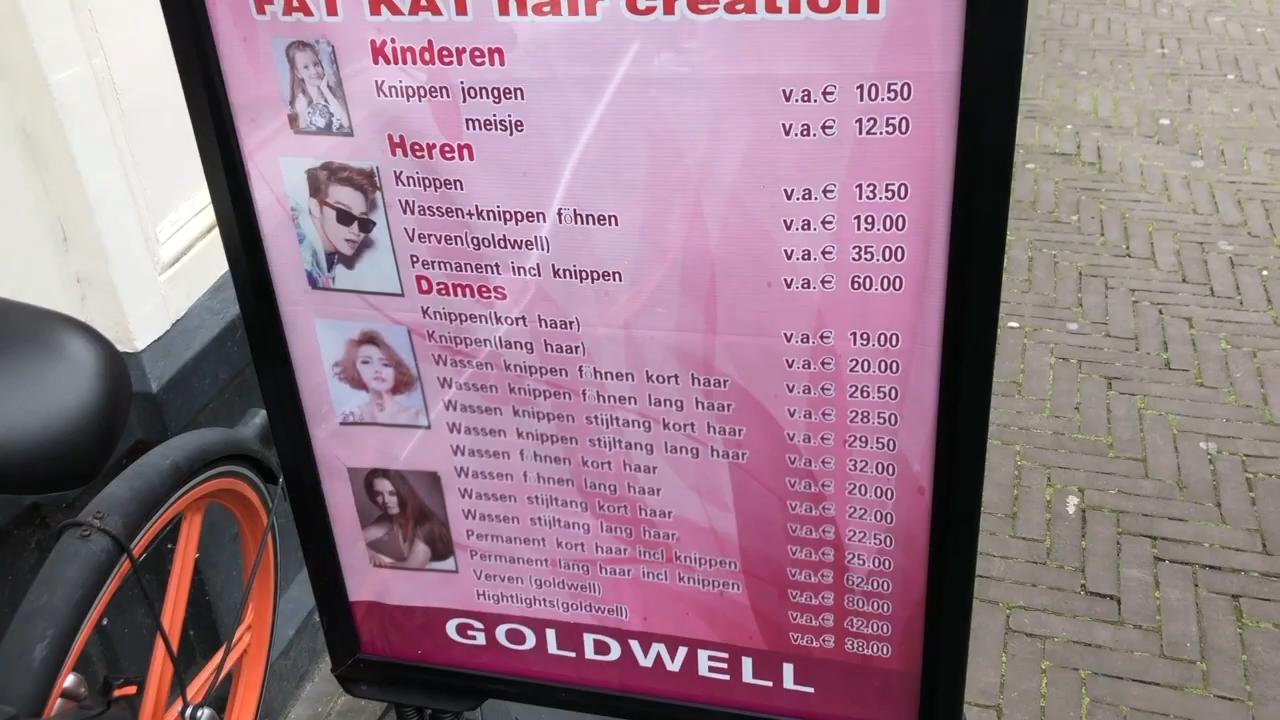 FAT KAT hair creation
Kinderen
Knippen jongen v.a.€ 10.50
meisje v.a.€ 12.50
Heren
Knippen v.a.€ 13.50
Wassen+knippen föhnen v.a.€ 19.00
Verven(goldwell) v.a.€ 35.00
Permanent incl knippen v.a.€ 60.00
Dames
Knippen(kort haar) v.a.€ 19.00
Knippen(lang haar) v.a.€ 20.00
Wassen knippen föhnen kort haar v.a.€ 26.50
Wassen knippen föhnen lang haar v.a.€ 28.50
Wassen knippen stijltang kort haar v.a.€ 29.50
Wassen knippen stijltang lang haar v.a.€ 32.00
Wassen föhnen kort haar v.a.€ 20.00
Wassen föhnen lang haar v.a.€ 22.00
Wassen stijltang kort haar v.a.€ 22.50
Wassen stijltang lang haar v.a.€ 25.00
Permanent kort haar incl knippen v.a.€ 62.00
Permanent lang haar incl knippen v.a.€ 80.00
Verven (goldwell) v.a.€ 42.00
Hightlights(goldwell) v.a.€ 38.00
GOLDWELL